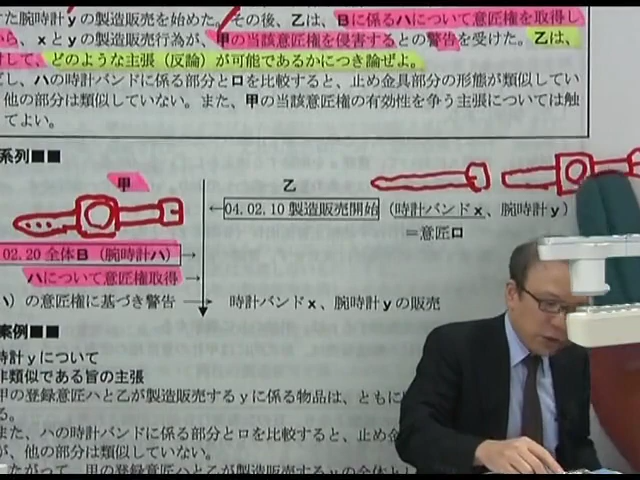 た腕時計yの製造販売を始めた。その後、乙は、Bに係るハについて意匠権を取得し
から、xとyの製造販売行為が、甲の当該意匠権を侵害するとの警告を受けた。乙は、
対して、どのような主張（反論）が可能であるかにつき論ぜよ。
だし、ハの時計バンドに係る部分とロを比較すると、止め金具部分の形態が類似してい
他の部分は類似していない。また、甲の当該意匠権の有効性を争う主張については触
てよい。
系列■■
甲
乙
04.02.10 製造販売開始（時計バンドx、腕時計y）
＝意匠ロ
02.20 全体B（腕時計ハ）
ハについて意匠権取得
ハ）の意匠権に基づき警告
時計バンドx、腕時計yの販売
案例■■
時計yについて
非類似である旨の主張
甲の登録意匠ハと乙が製造販売するyに係る物品は、ともに
る。
また、ハの時計バンドに係る部分とロを比較すると、止め金
が、他の部分は類似していない。
たがって、甲の登録意匠ハと乙が製造販売するyの全体とし